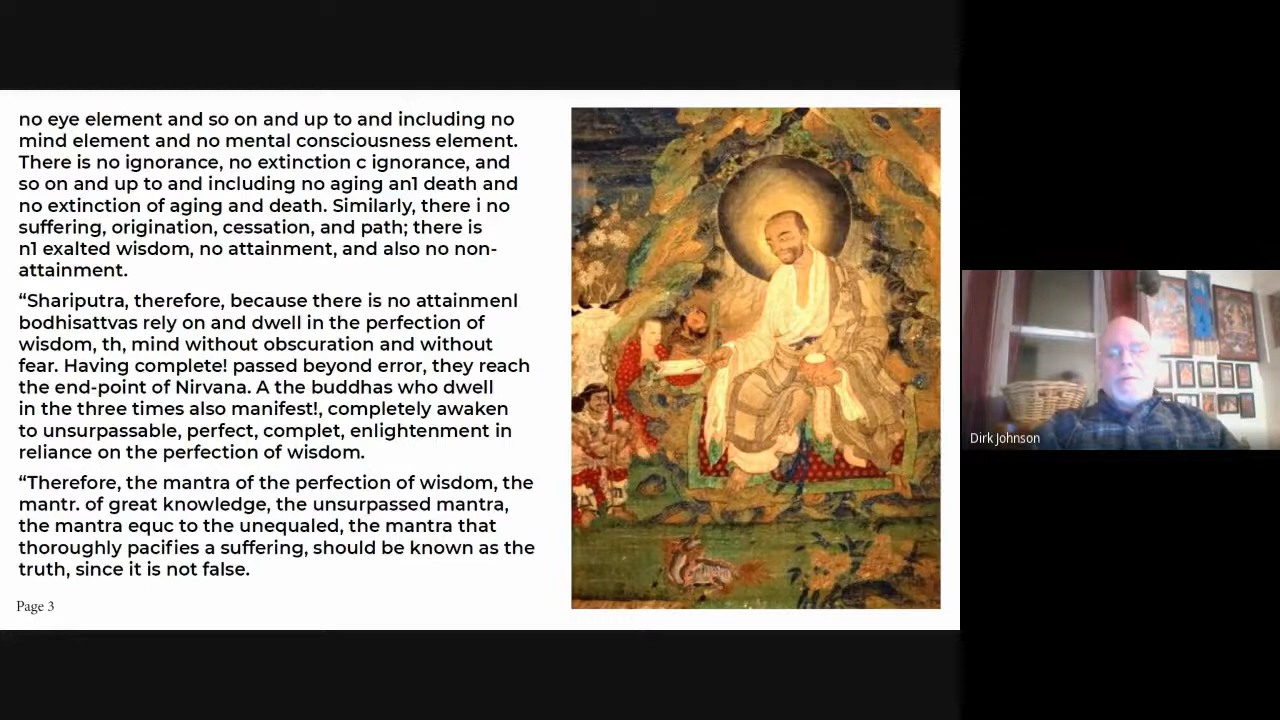 no eye element and so on and up to and including no
mind element and no mental consciousness element.
There is no ignorance, no extinction c ignorance, and
so on and up to and including no aging an1 death and
no extinction of aging and death. Similarly, there i no
suffering, origination, cessation, and path; there is
n1 exalted wisdom, no attainment, and also no non-
attainment.
“Shariputra, therefore, because there is no attainmenl
bodhisattvas rely on and dwell in the perfection of
wisdom, th, mind without obscuration and without
fear. Having complete! passed beyond error, they reach
the end-point of Nirvana. A the buddhas who dwell
in the three times also manifest!, completely awaken
to unsurpassable, perfect, complet, enlightenment in
reliance on the perfection of wisdom.
“Therefore, the mantra of the perfection of wisdom, the
mantr. of great knowledge, the unsurpassed mantra,
the mantra equc to the unequaled, the mantra that
thoroughly pacifies a suffering, should be known as the
truth, since it is not false.
Page 3
Dirk Johnson